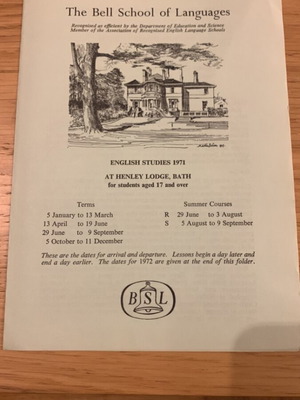 The Bell School of Languages
Recognised as efficient by the Department of Education and Science
Member of the Association of Recognised English Language Schools
ENGLISH STUDIES 1971
AT HENLEY LODGE, BATH
for students aged 17 and over
Terms
5 January to 13 March
13 April to 19 June
29 June to 9 September
5 October to 11 December
Summer Courses
R 29 June to 3 August
S 5 August to 9 September
These are the dates for arrival and departure. Lessons begin a day later and
end a day earlier. The dates for 1972 are given at the end of this folder.
BSL